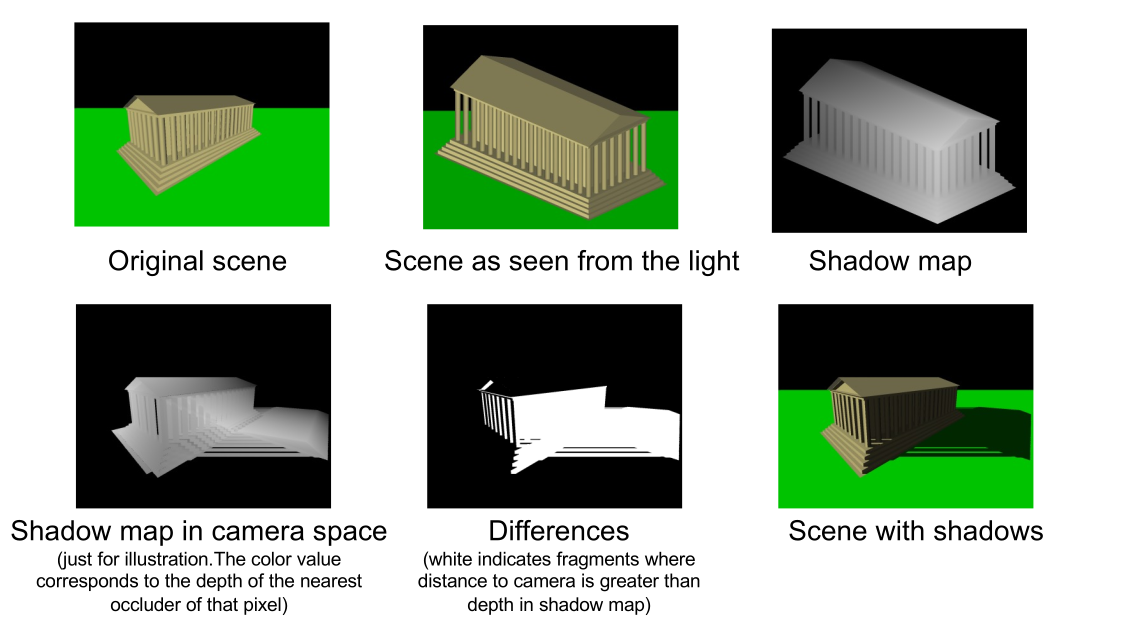 Original scene
Scene as seen from the light
Shadow map
Shadow map in camera space
(just for illustration.The color value
corresponds to the depth of the nearest
occluder of that pixel)
Differences
(white indicates fragments where
distance to camera is greater than
depth in shadow map)
Scene with shadows